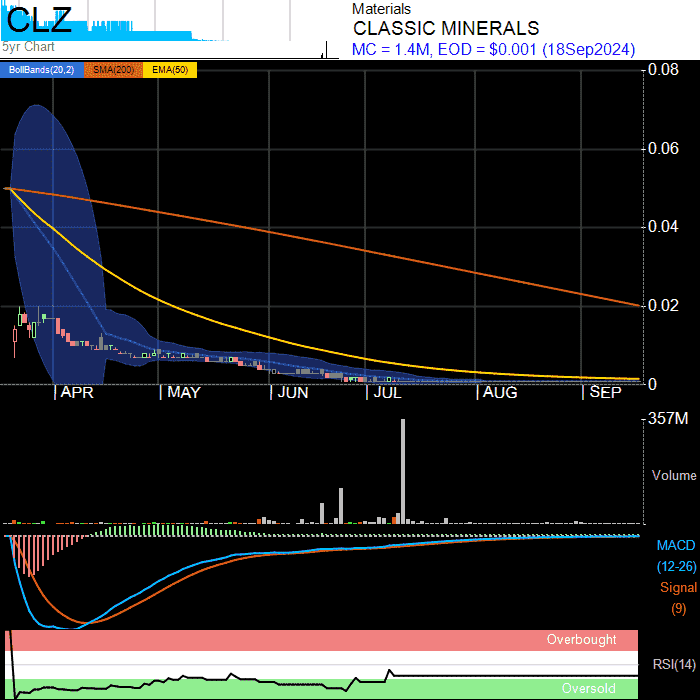 CLZ
5yr Chart
Materials
CLASSIC MINERALS
MC = 1.4M, EOD = $0.001 (18Sep2024)
BollBands(20,2) SMA(200) EMA(50)
0.08
0.06
0.04
0.02
0
APR MAY JUN JUL AUG SEP
357M
Volume
MACD
(12-26)
Signal
(9)
Overbought
RSI(14)
Oversold